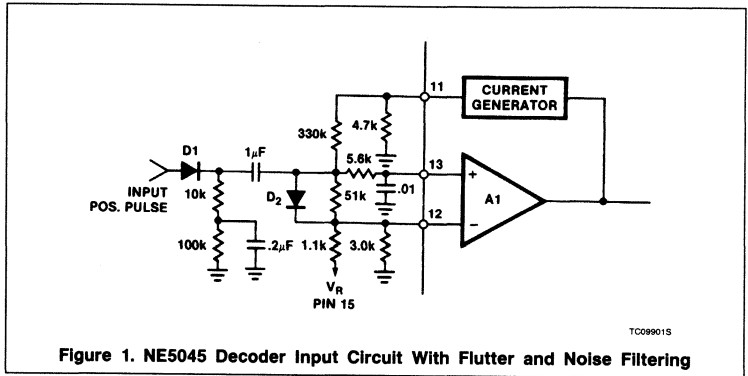 11
CURRENT
GENERATOR
330k
4.7k
D1
1μF
5.6k
13
INPUT
POS. PULSE
10k
D2
51k
.01
+
A1
12
−
100k
.2μF
1.1k
3.0k
VR
PIN 15
TC09901S
Figure 1. NE5045 Decoder Input Circuit With Flutter and Noise Filtering